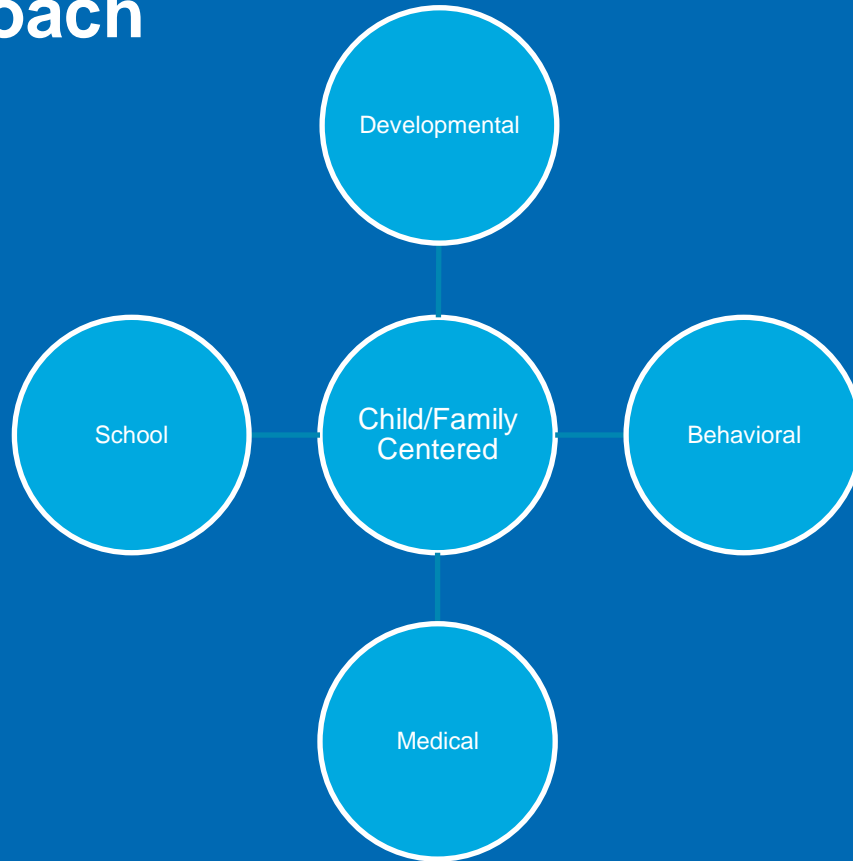 oach
Developmental
School
Child/Family
Centered
Behavioral
Medical